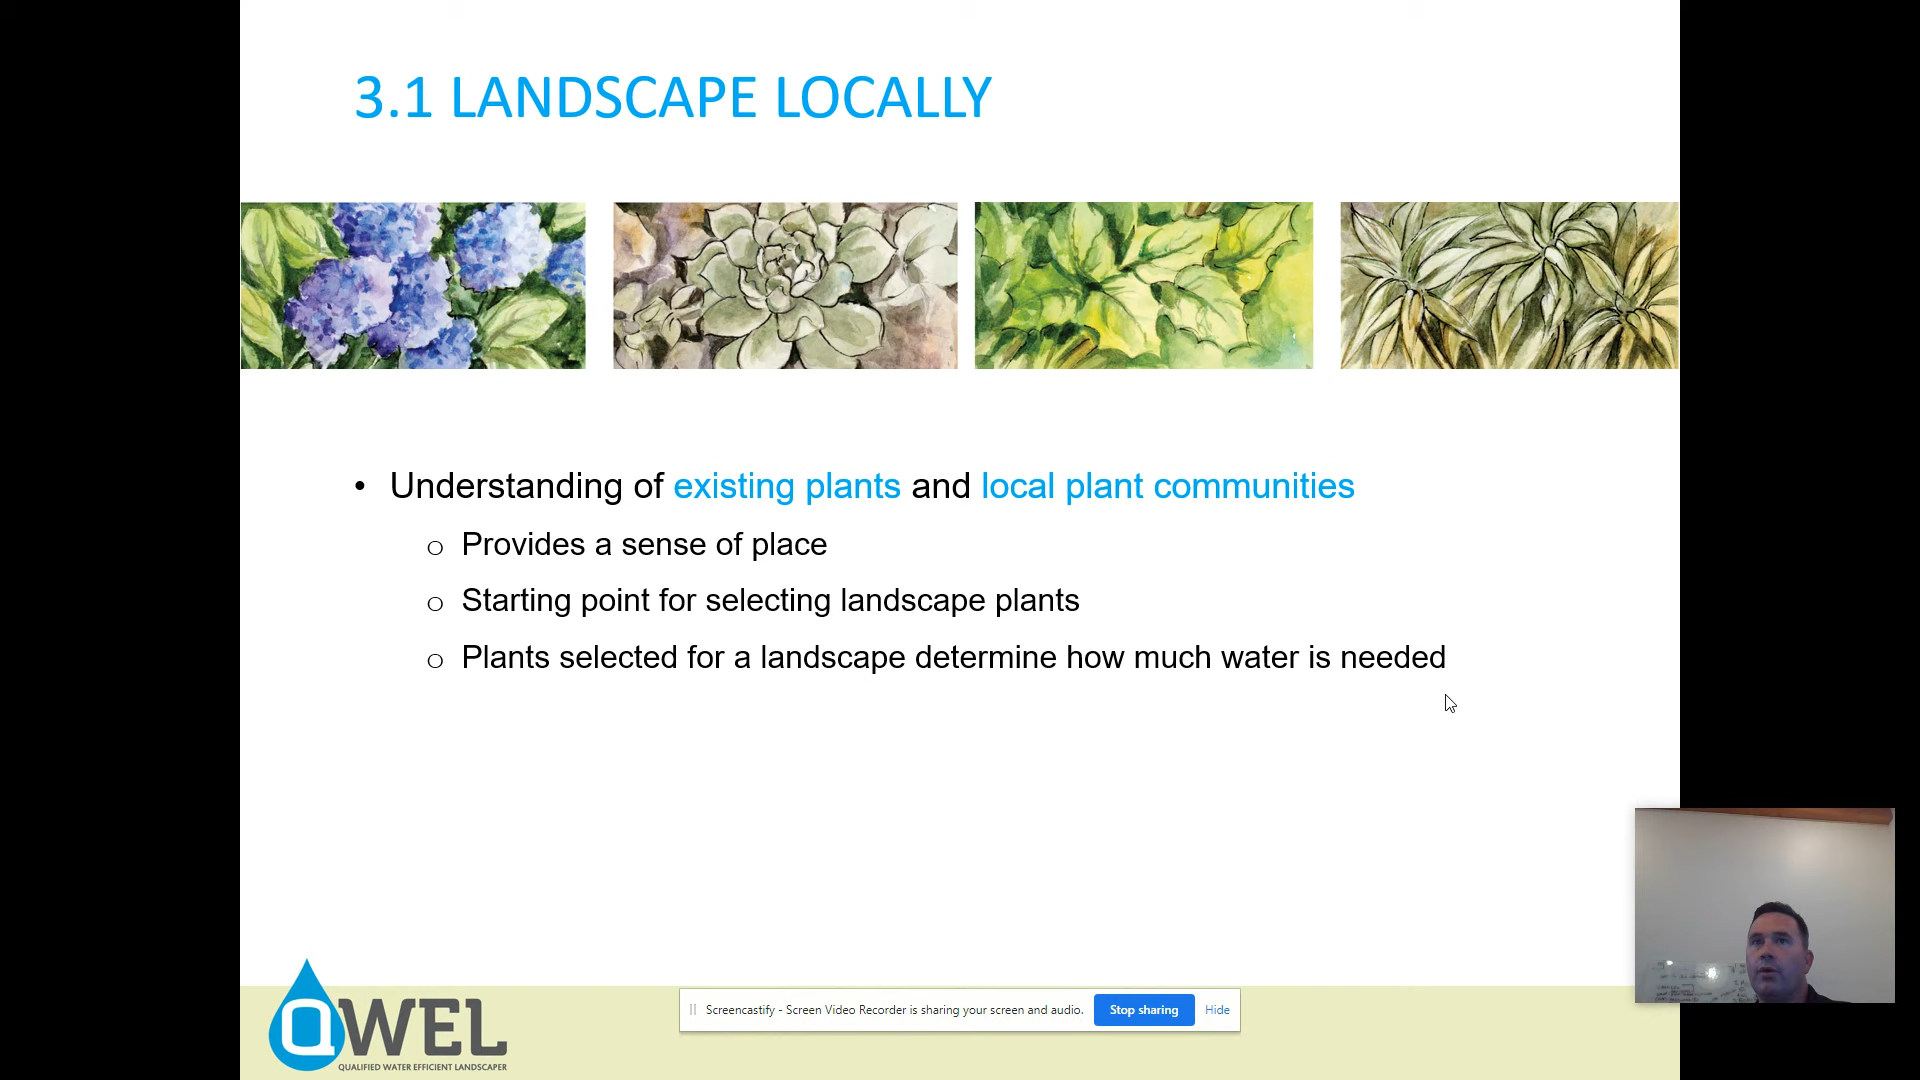 3.1 LANDSCAPE LOCALLY
• Understanding of existing plants and local plant communities
o Provides a sense of place
o Starting point for selecting landscape plants
o Plants selected for a landscape determine how much water is needed
QWEL
QUALIFIED WATER EFFICIENT LANDSCAPER
Screencastify - Screen Video Recorder is sharing your screen and audio. Stop sharing Hide